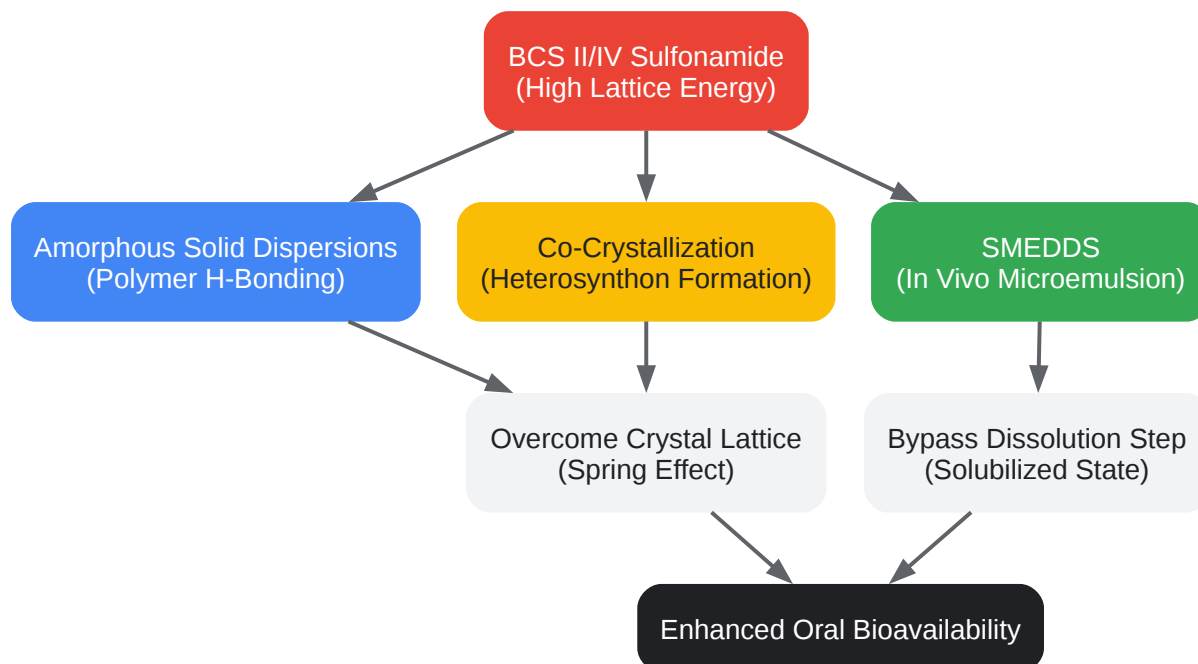 BCS II/IV Sulfonamide
(High Lattice Energy)
Amorphous Solid Dispersions
(Polymer H-Bonding)
Co-Crystallization
(Heterosynthon Formation)
SMEDDS
(In Vivo Microemulsion)
Overcome Crystal Lattice
(Spring Effect)
Bypass Dissolution Step
(Solubilized State)
Enhanced Oral Bioavailability